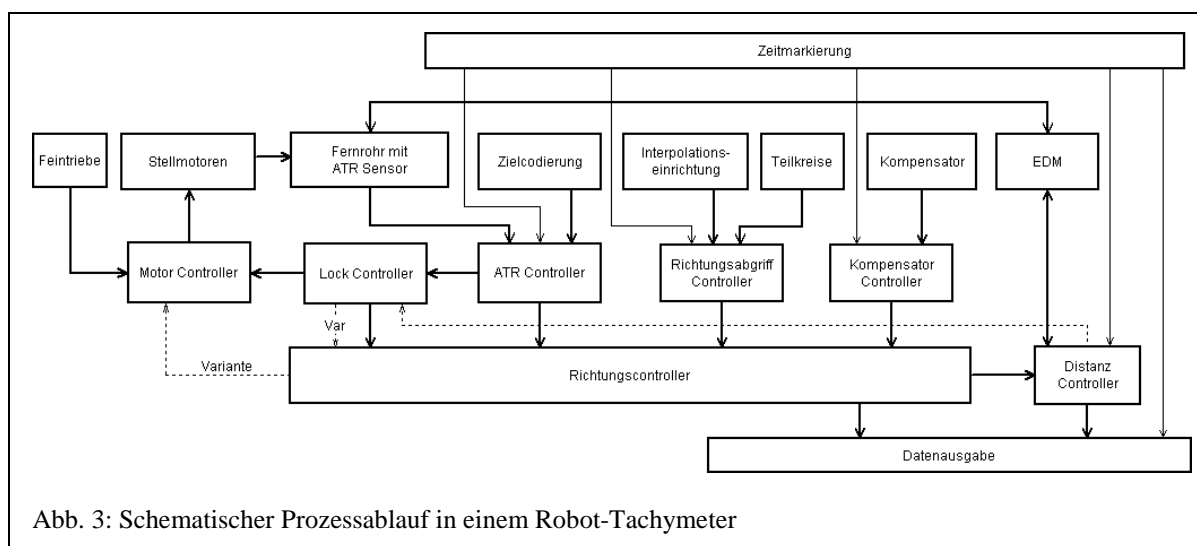 Zeitmarkierung
Feintriebe
Stellmotoren
Fernrohr mit
ATR Sensor
Zielcodierung
Interpolations-
einrichtung
Teilkreise
Kompensator
EDM
Motor Controller
Lock Controller
ATR Controller
Richtungsabgriff
Controller
Kompensator
Controller
Var
Variante
Richtungscontroller
Distanz
Controller
Datenausgabe
Abb. 3: Schematischer Prozessablauf in einem Robot-Tachymeter